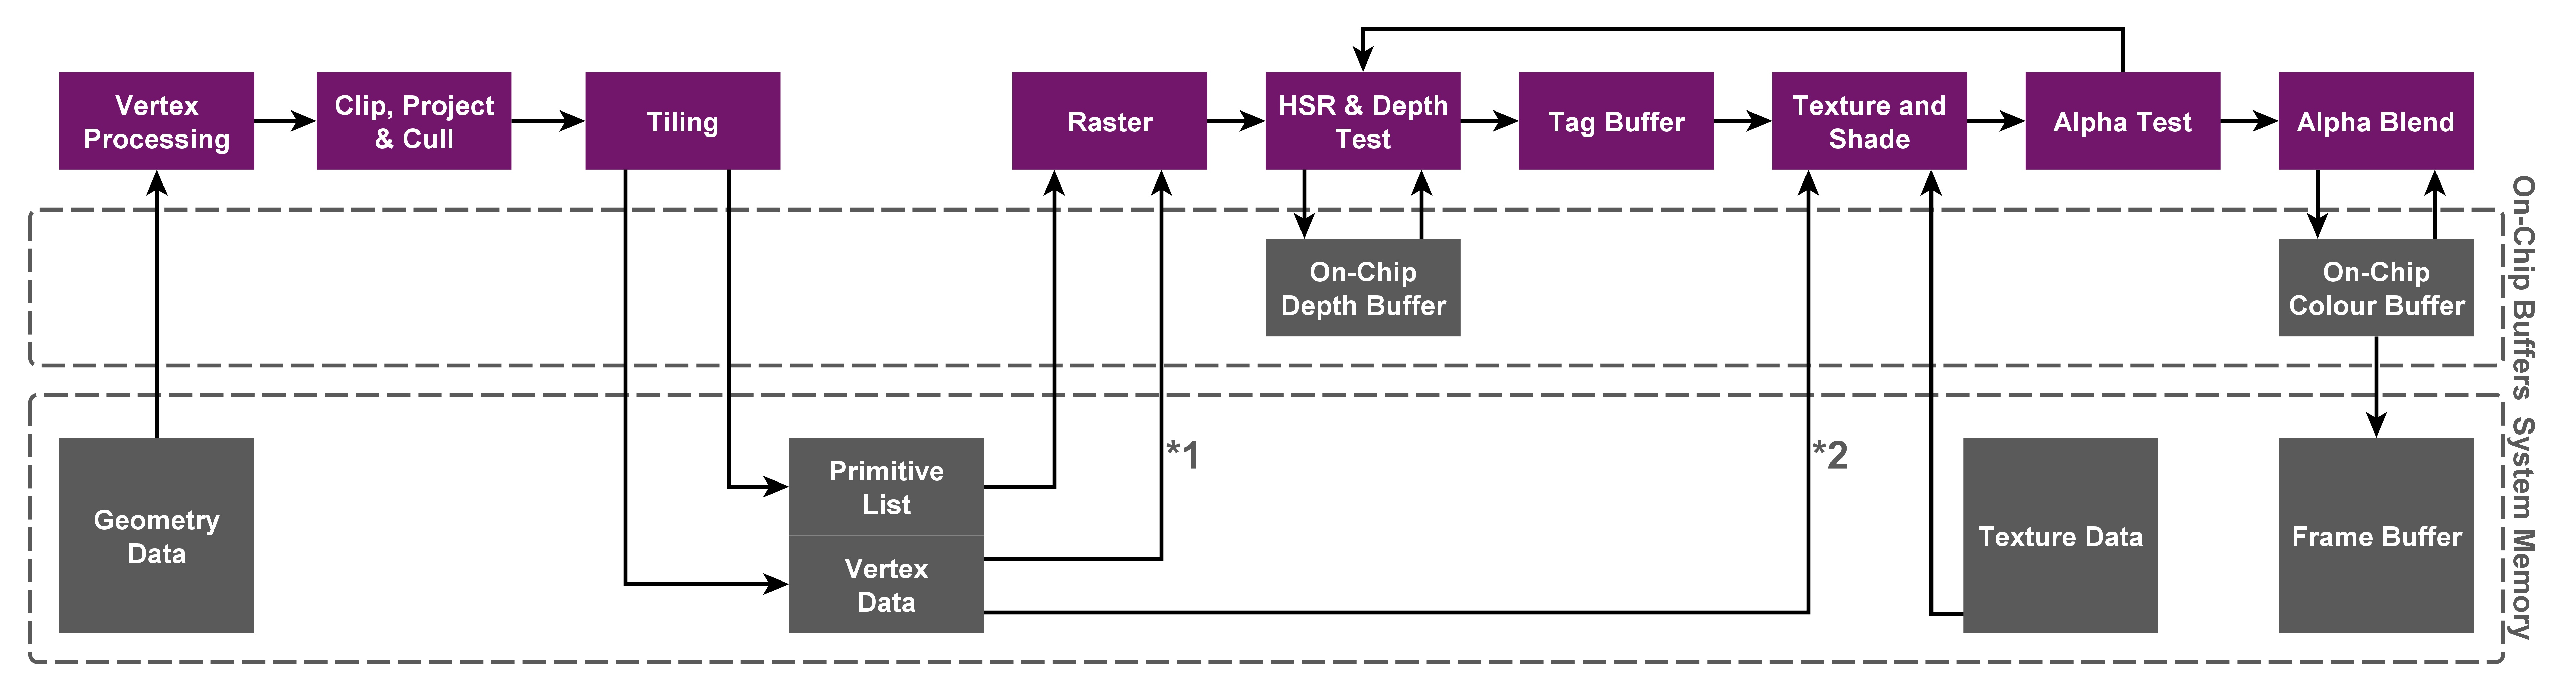 Vertex
Processing
Clip, Project
& Cull
Tiling
Raster
HSR & Depth
Test
Tag Buffer
Texture and
Shade
Alpha Test
Alpha Blend
On-Chip
Depth Buffer
On-Chip
Colour Buffer
On-Chip Buffers
Geometry
Data
Primitive
List
Vertex
Data
*1
*2
Texture Data
Frame Buffer
System Memory